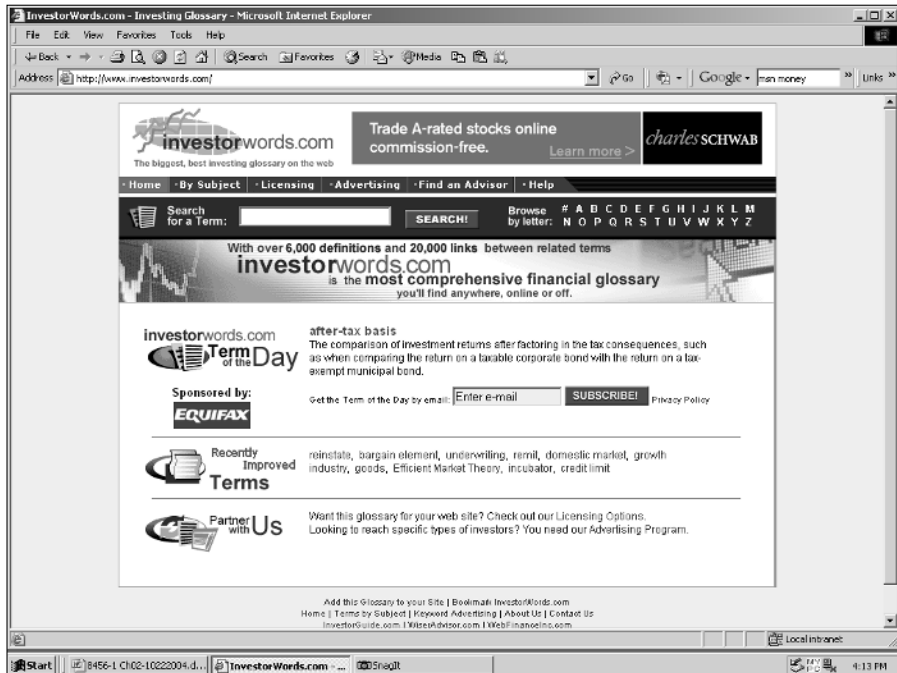 InvestorWords.com - Investing Glossary - Microsoft Internet Explorer
File Edit View Favorites Tools Help
Back Search Favorites Media
Address http://www.investorwords.com/ Go Google msn money » Links »
investorwords.com
The biggest, best investing glossary on the web
Trade A-rated stocks online
commission-free.
Learn more >
charles SCHWAB
Home By Subject Licensing Advertising Find an Advisor Help
Search
for a Term:
SEARCH!
Browse
by letter:
# A B C D E F G H I J K L M
N O P Q R S T U V W X Y Z
With over 6,000 definitions and 20,000 links between related terms
investorwords.com
is the most comprehensive financial glossary
you'll find anywhere, online or off.
investorwords.com
Term of the Day
Sponsored by:
EQUIFAX
after-tax basis
The comparison of investment returns after factoring in the tax consequences, such
as when comparing the return on a taxable corporate bond with the return on a tax-
exempt municipal bond.
Get the Term of the Day by email: Enter e-mail SUBSCRIBE! Privacy Policy
Recently
Improved
Terms
reinstate, bargain element, underwriting, remit, domestic market, growth
industry, goods, Efficient Market Theory, incubator, credit limit
Partner
with Us
Want this glossary for your web site? Check out our Licensing Options.
Looking to reach specific types of investors? You need our Advertising Program.
Add this Glossary to your Site | Bookmark InvestorWords.com
Home | Terms by Subject | Keyword Advertising | About Us | Contact Us
InvestorGuide.com | WiserAdvisor.com | WebFinanceInc.com
Local intranet
Start 8456-1 Ch02-10222004.d... InvestorWords.com - ... SnagIt 4:13 PM